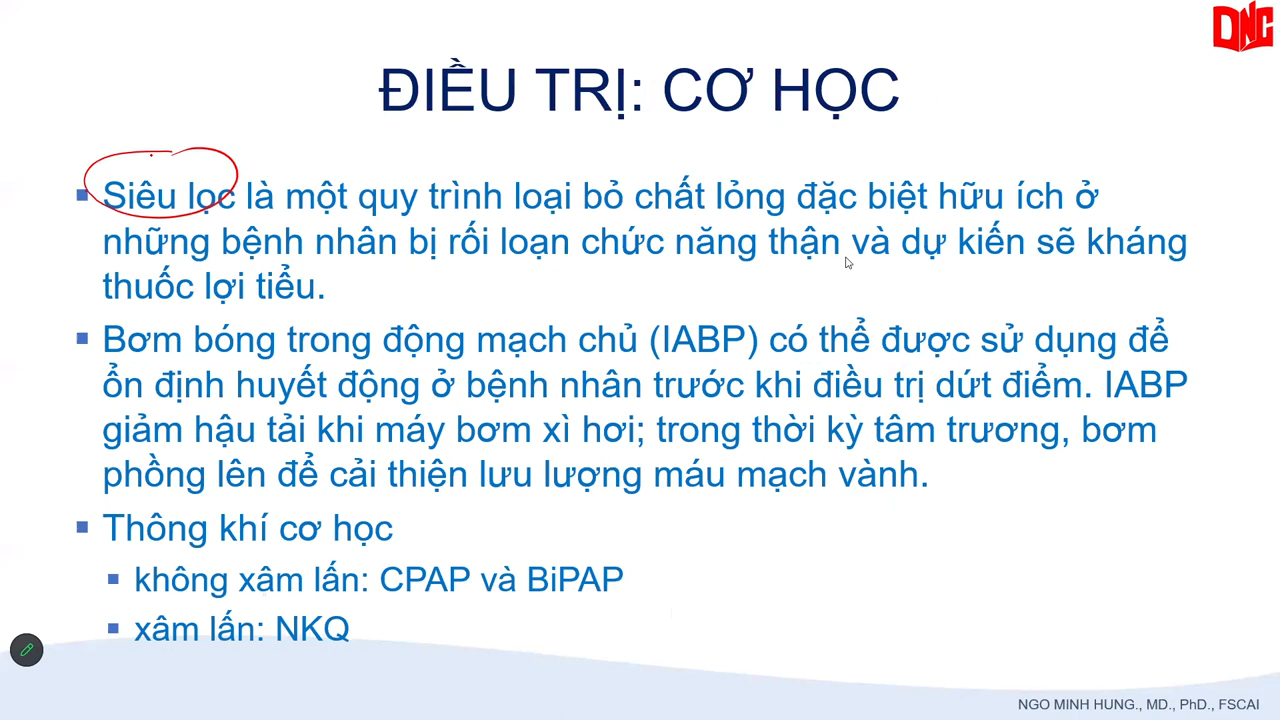 DNC
ĐIỀU TRỊ: CƠ HỌC
Siêu lọc là một quy trình loại bỏ chất lỏng đặc biệt hữu ích ở
những bệnh nhân bị rối loạn chức năng thận và dự kiến sẽ kháng
thuốc lợi tiểu.
Bơm bóng trong động mạch chủ (IABP) có thể được sử dụng để
ổn định huyết động ở bệnh nhân trước khi điều trị dứt điểm. IABP
giảm hậu tải khi máy bơm xì hơi; trong thời kỳ tâm trương, bơm
phồng lên để cải thiện lưu lượng máu mạch vành.
Thông khí cơ học
không xâm lấn: CPAP và BiPAP
xâm lấn: NKQ
NGO MINH HUNG., MD., PhD., FSCAI